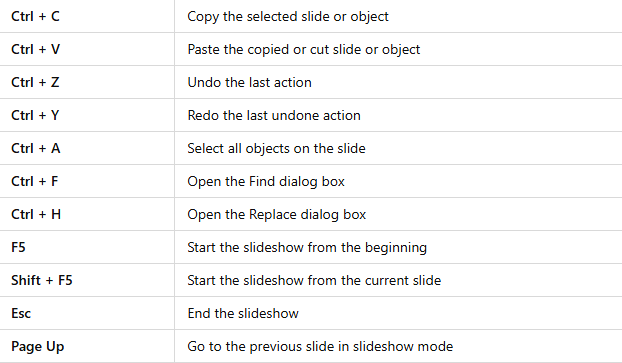 Ctrl + C Copy the selected slide or object
Ctrl + V Paste the copied or cut slide or object
Ctrl + Z Undo the last action
Ctrl + Y Redo the last undone action
Ctrl + A Select all objects on the slide
Ctrl + F Open the Find dialog box
Ctrl + H Open the Replace dialog box
F5 Start the slideshow from the beginning
Shift + F5 Start the slideshow from the current slide
Esc End the slideshow
Page Up Go to the previous slide in slideshow mode